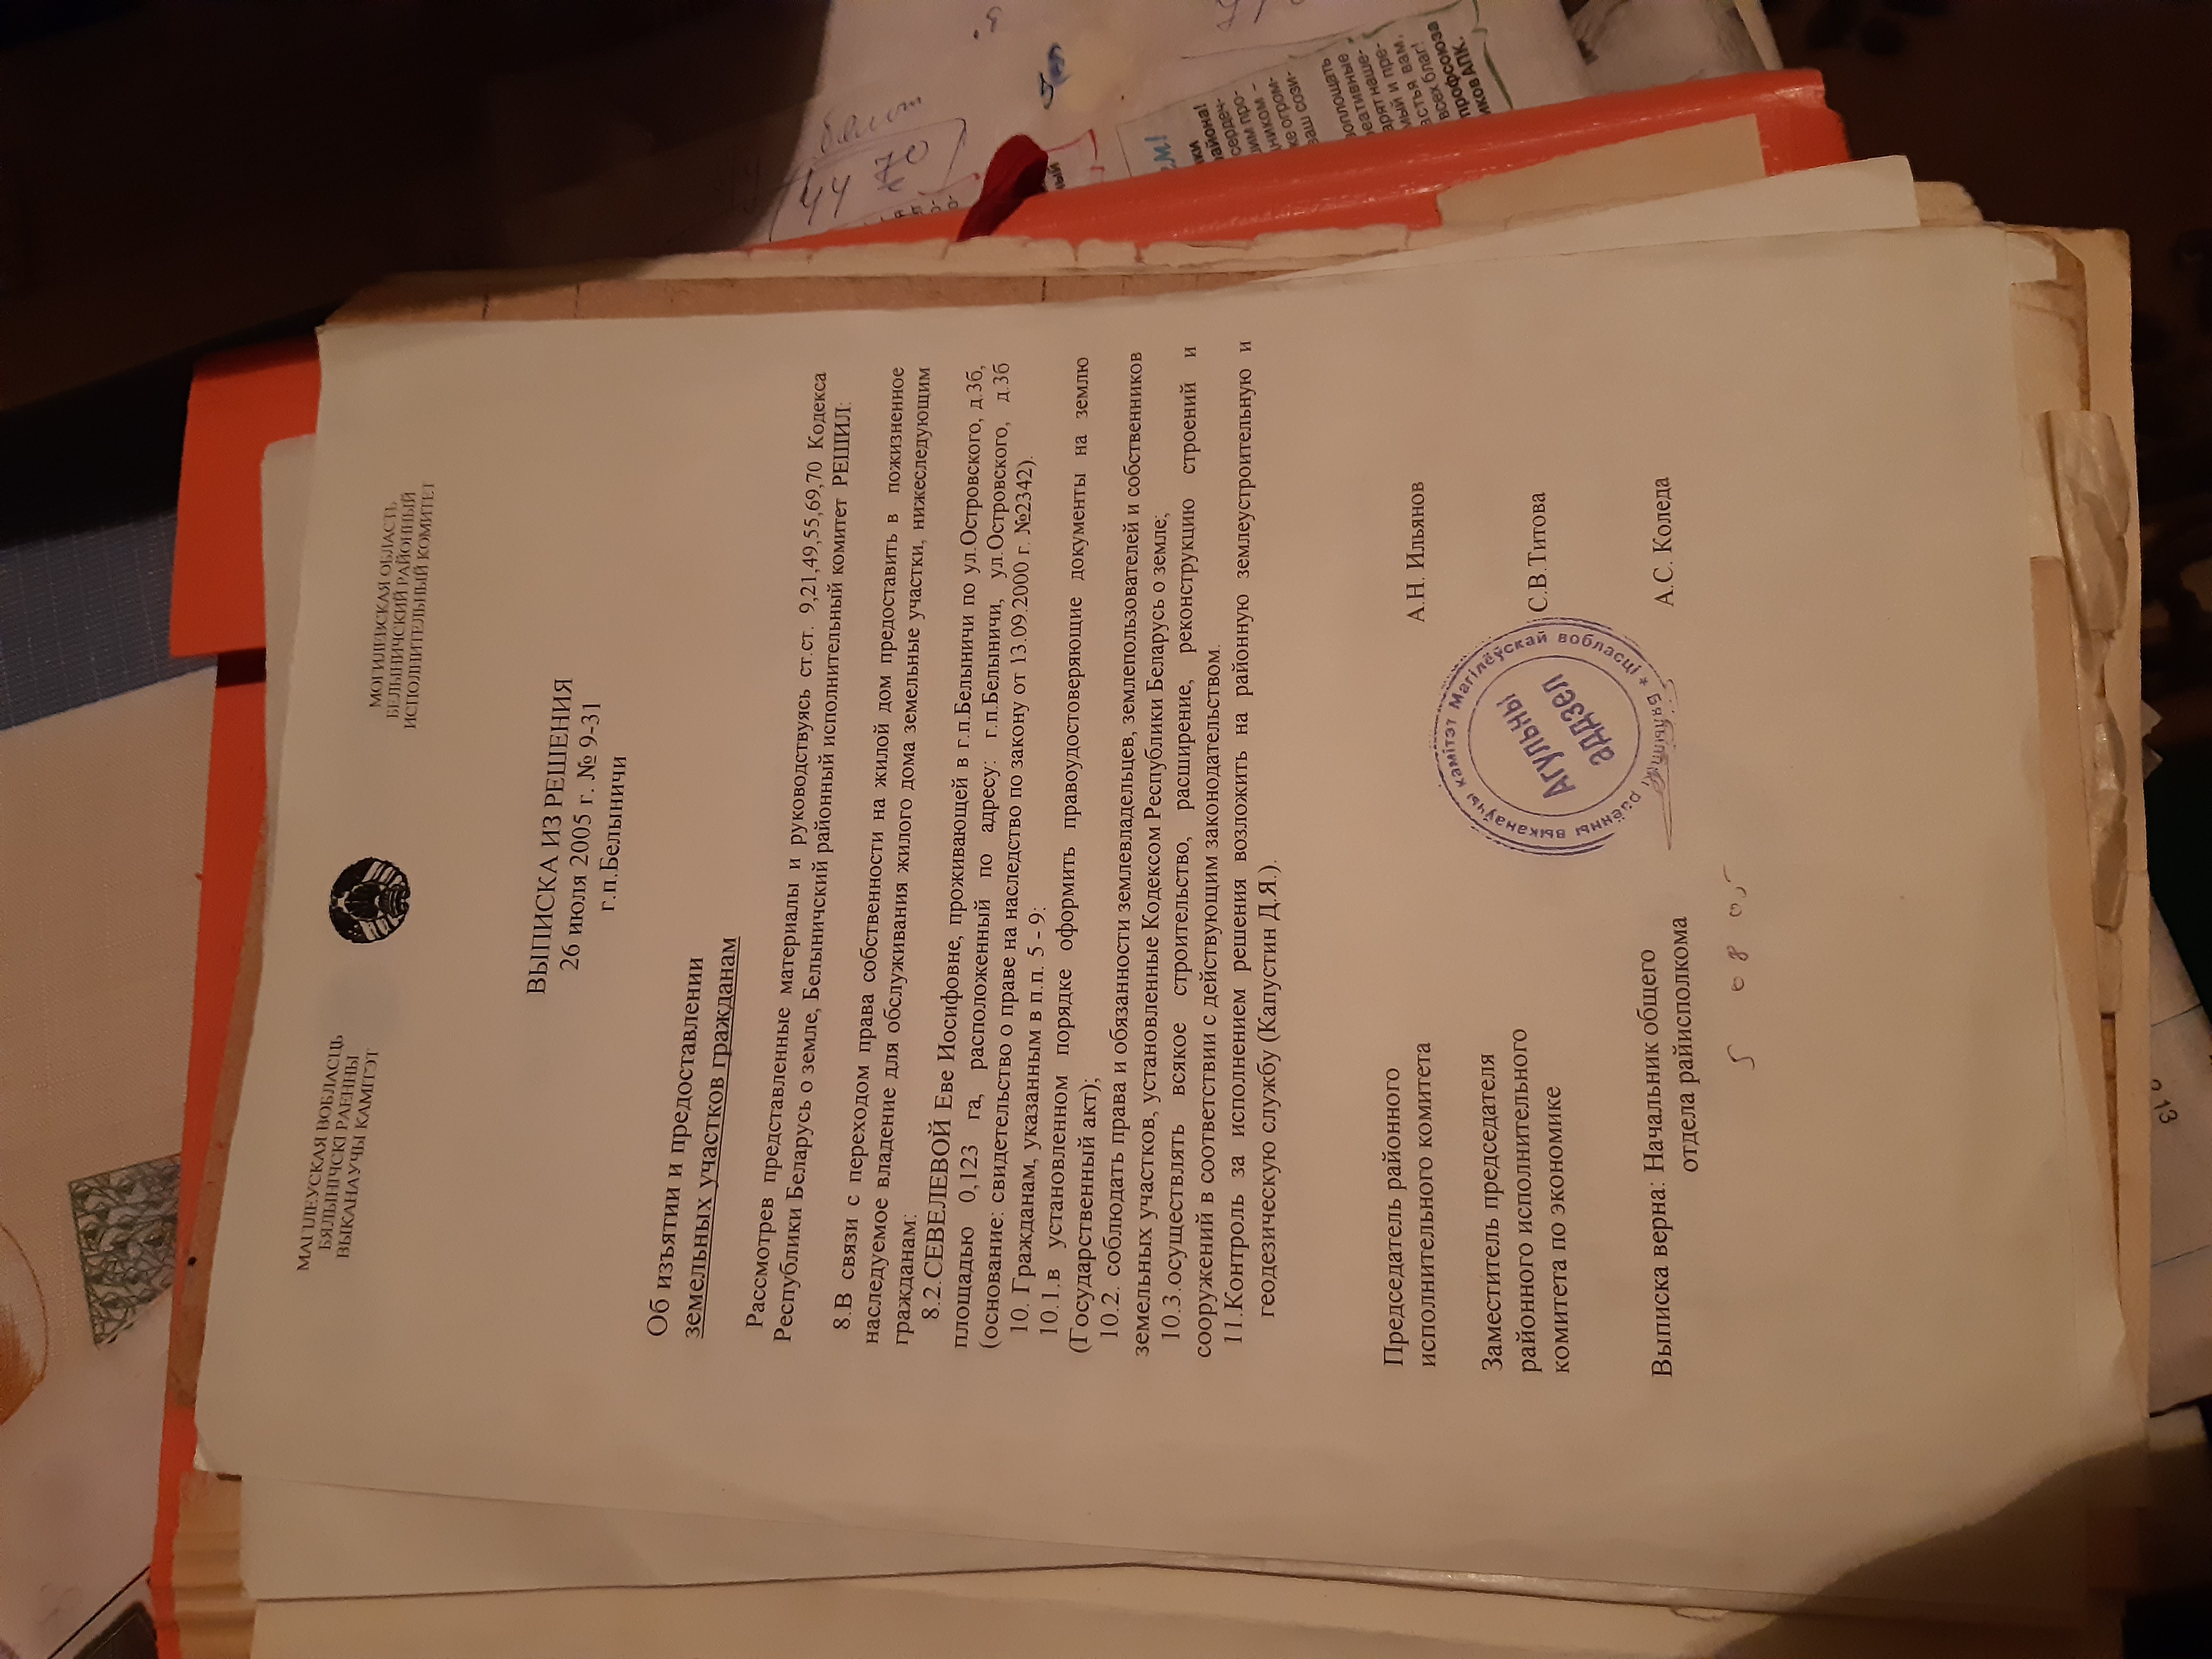 МАГІЛЕУСКАЯ ВОБЛАСЦЬ
БЯЛЫНІЧСКІ РАЕННЫ
ВЫКАНАУЧЫ КАМІТЭТ
МОГИЛЕВСКАЯ ОБЛАСТЬ
БЕЛЫНИЧСКИЙ РАЙОННЫЙ
ИСПОЛНИТЕЛЬНЫЙ КОМИТЕТ
ВЫПИСКА ИЗ РЕШЕНИЯ
26 июля 2005 г. № 9-31
г.п.Белыничи
Об изъятии и предоставлении
земельных участков гражданам
Рассмотрев представленные материалы и руководствуясь ст.ст. 9,21,49,55,69,70 Кодекса
Республики Беларусь о земле, Белыничский районный исполнительный комитет РЕШИЛ:
8.В связи с переходом права собственности на жилой дом предоставить в пожизненное
наследуемое владение для обслуживания жилого дома земельные участки, нижеследующим
гражданам:
8.2.СЕВЕЛЕВОЙ Еве Иосифовне, проживающей в г.п.Белыничи по ул.Островского, д.3б,
площадью 0,123 га, расположенный по адресу: г.п.Белыничи, ул.Островского, д.3б
(основание: свидетельство о праве на наследство по закону от 13.09.2000 г. №2342).
10. Гражданам, указанным в п.п. 5 - 9:
10.1.в установленном порядке оформить правоудостоверяющие документы на землю
(Государственный акт);
10.2. соблюдать права и обязанности землевладельцев, землепользователей и собственников
земельных участков, установленные Кодексом Республики Беларусь о земле;
10.3.осуществлять всякое строительство, расширение, реконструкцию строений и
сооружений в соответствии с действующим законодательством.
11.Контроль за исполнением решения возложить на районную землеустроительную и
геодезическую службу (Капустин Д.Я.).
Председатель районного
исполнительного комитета
А.Н. Ильянов
Заместитель председателя
районного исполнительного
комитета по экономике
С.В.Титова
Выписка верна: Начальник общего
отдела райисполкома
А.С. Коледа
раённы выканаўчы камітэт Магілёўскай вобласці * Бялыніцкі
Агульны
аддзел
5 08 05
13